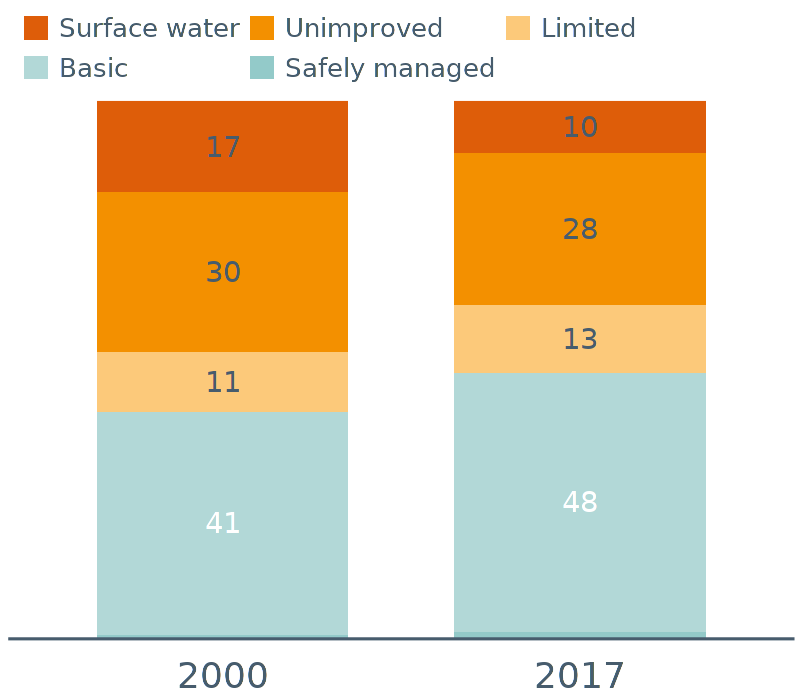 Surface water Unimproved Limited
Basic Safely managed
17 10
30 28
11 13
41 48
2000 2017